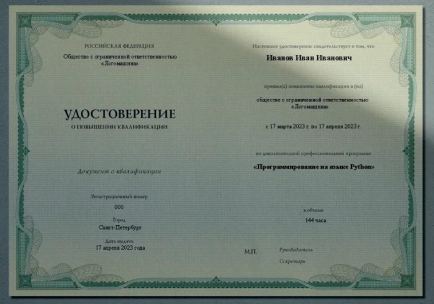 РОССИЙСКАЯ ФЕДЕРАЦИЯ
Общество с ограниченной ответственностью
«Логомашина»
УДОСТОВЕРЕНИЕ
О ПОВЫШЕНИИ КВАЛИФИКАЦИИ
Документ о квалификации
Регистрационный номер
000
Город
Санкт-Петербург
Дата выдачи
17 апреля 2023 года
Настоящее удостоверение свидетельствует о том, что
Иванов Иван Иванович
прошел(а) повышение квалификации в (на)
обществе с ограниченной ответственностью
«Логомашина»
с 17 марта 2023 г. по 17 апреля 2023 г.
по дополнительной профессиональной программе
«Программирование на языке Python»
в объеме
144 часа
М.П.
Руководитель
Секретарь